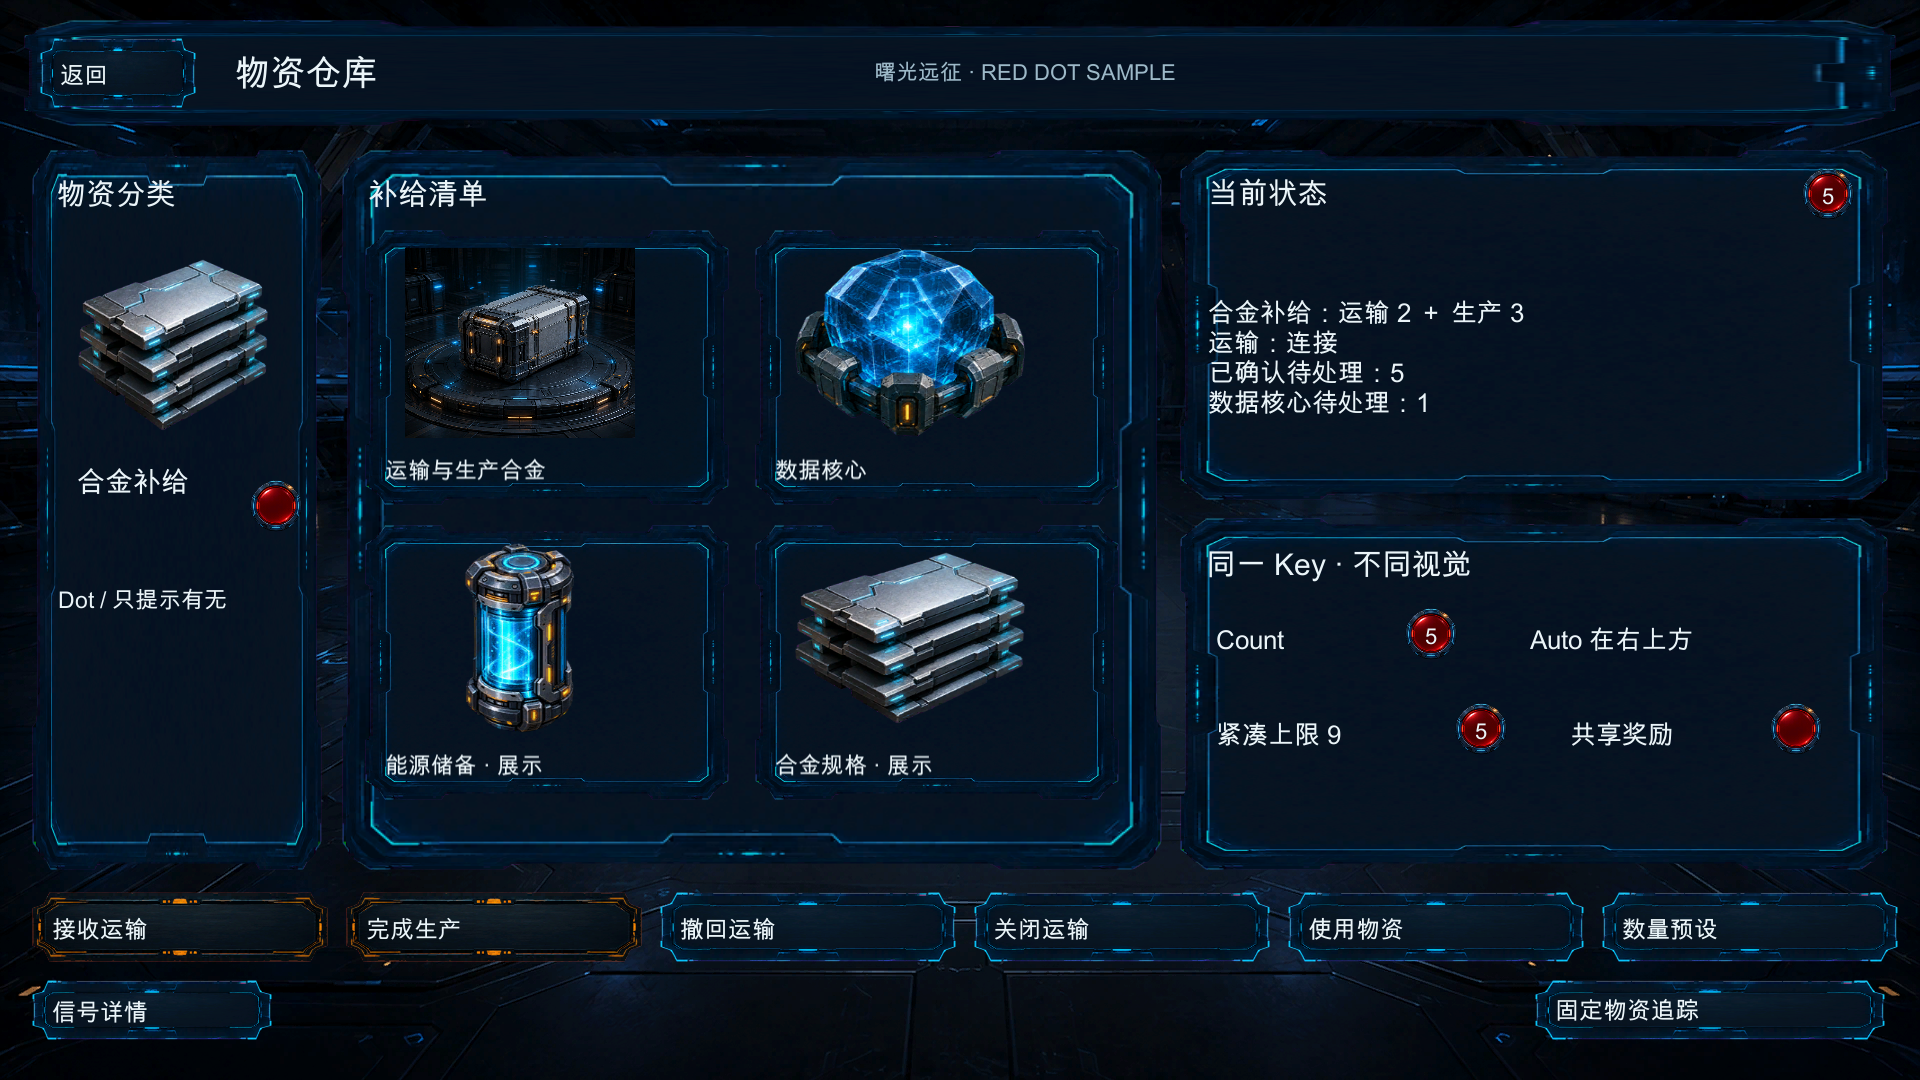 返回
物资仓库
曙光远征 · RED DOT SAMPLE
物资分类
合金补给
Dot / 只提示有无
补给清单
运输与生产合金
数据核心
能源储备 · 展示
合金规格 · 展示
当前状态
5
合金补给：运输 2 + 生产 3
运输：连接
已确认待处理：5
数据核心待处理：1
同一 Key · 不同视觉
Count
5
Auto 在右上方
紧凑上限 9
5
共享奖励
接收运输
完成生产
撤回运输
关闭运输
使用物资
数量预设
信号详情
固定物资追踪